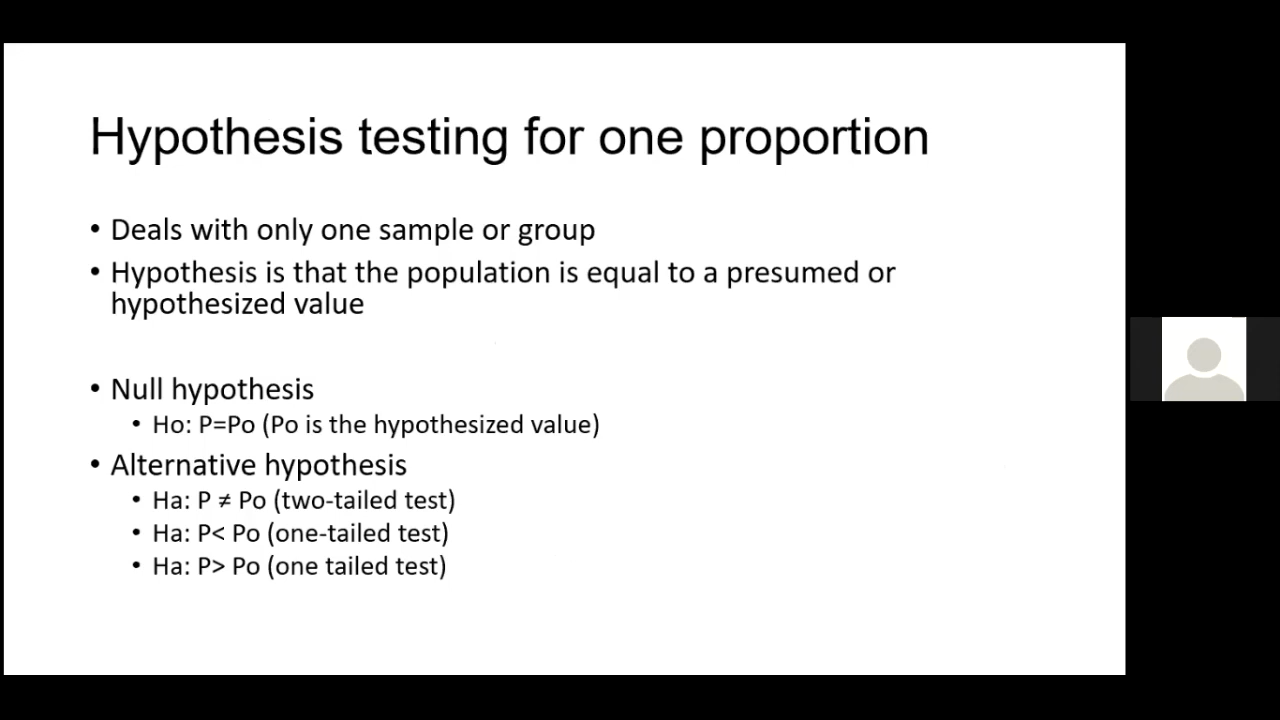 Hypothesis testing for one proportion
• Deals with only one sample or group
• Hypothesis is that the population is equal to a presumed or
hypothesized value
• Null hypothesis
• Ho: P=Po (Po is the hypothesized value)
• Alternative hypothesis
• Ha: P ≠ Po (two-tailed test)
• Ha: P< Po (one-tailed test)
• Ha: P> Po (one tailed test)